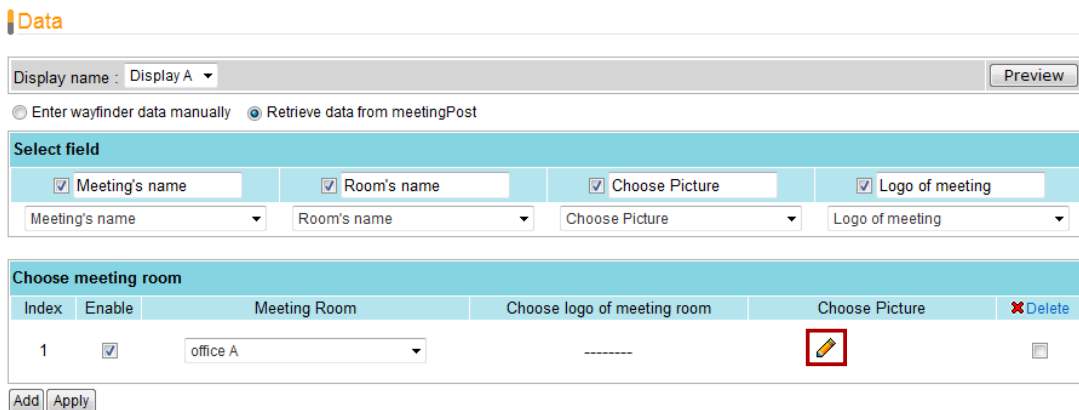 Data
Display name : Display A Preview
Enter wayfinder data manually Retrieve data from meetingPost
Select field
Meeting's name Room's name Choose Picture Logo of meeting
Meeting's name Room's name Choose Picture Logo of meeting
Choose meeting room
Index Enable Meeting Room Choose logo of meeting room Choose Picture Delete
1 office A --------
Add Apply